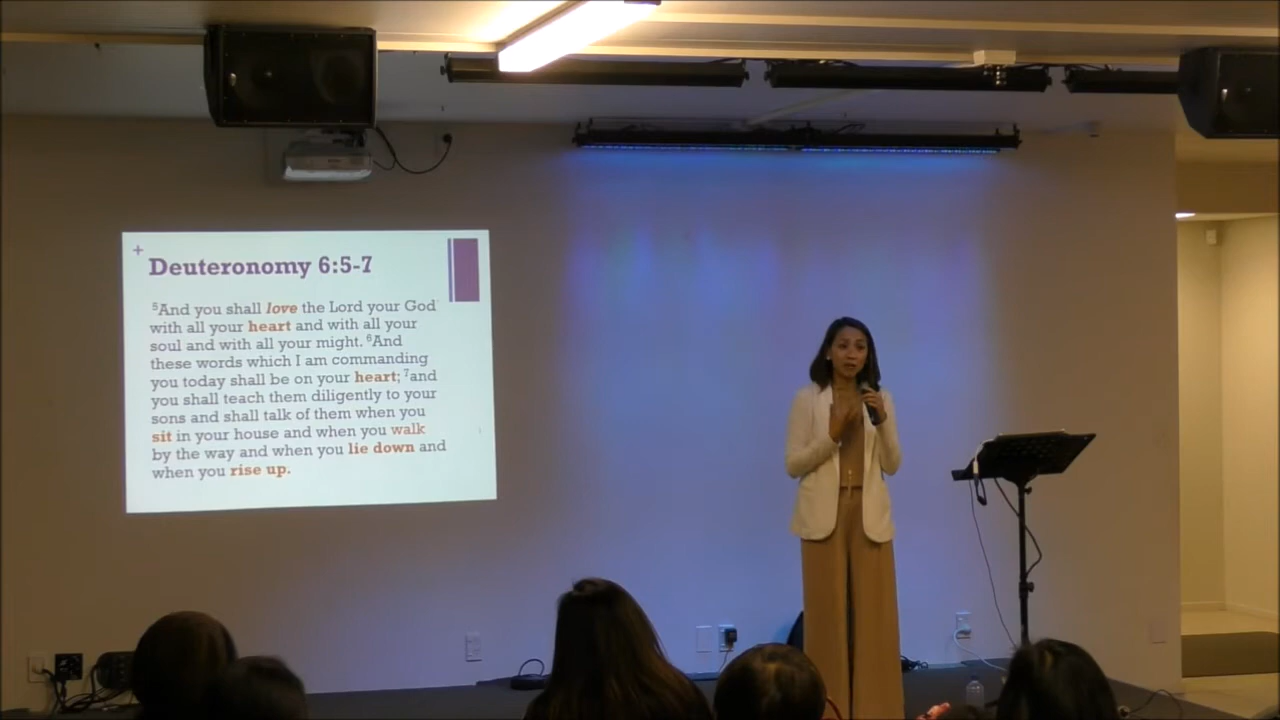 +
Deuteronomy 6:5-7
⁵And you shall love the Lord your God
with all your heart and with all your
soul and with all your might. ⁶And
these words which I am commanding
you today shall be on your heart; ⁷and
you shall teach them diligently to your
sons and shall talk of them when you
sit in your house and when you walk
by the way and when you lie down and
when you rise up.